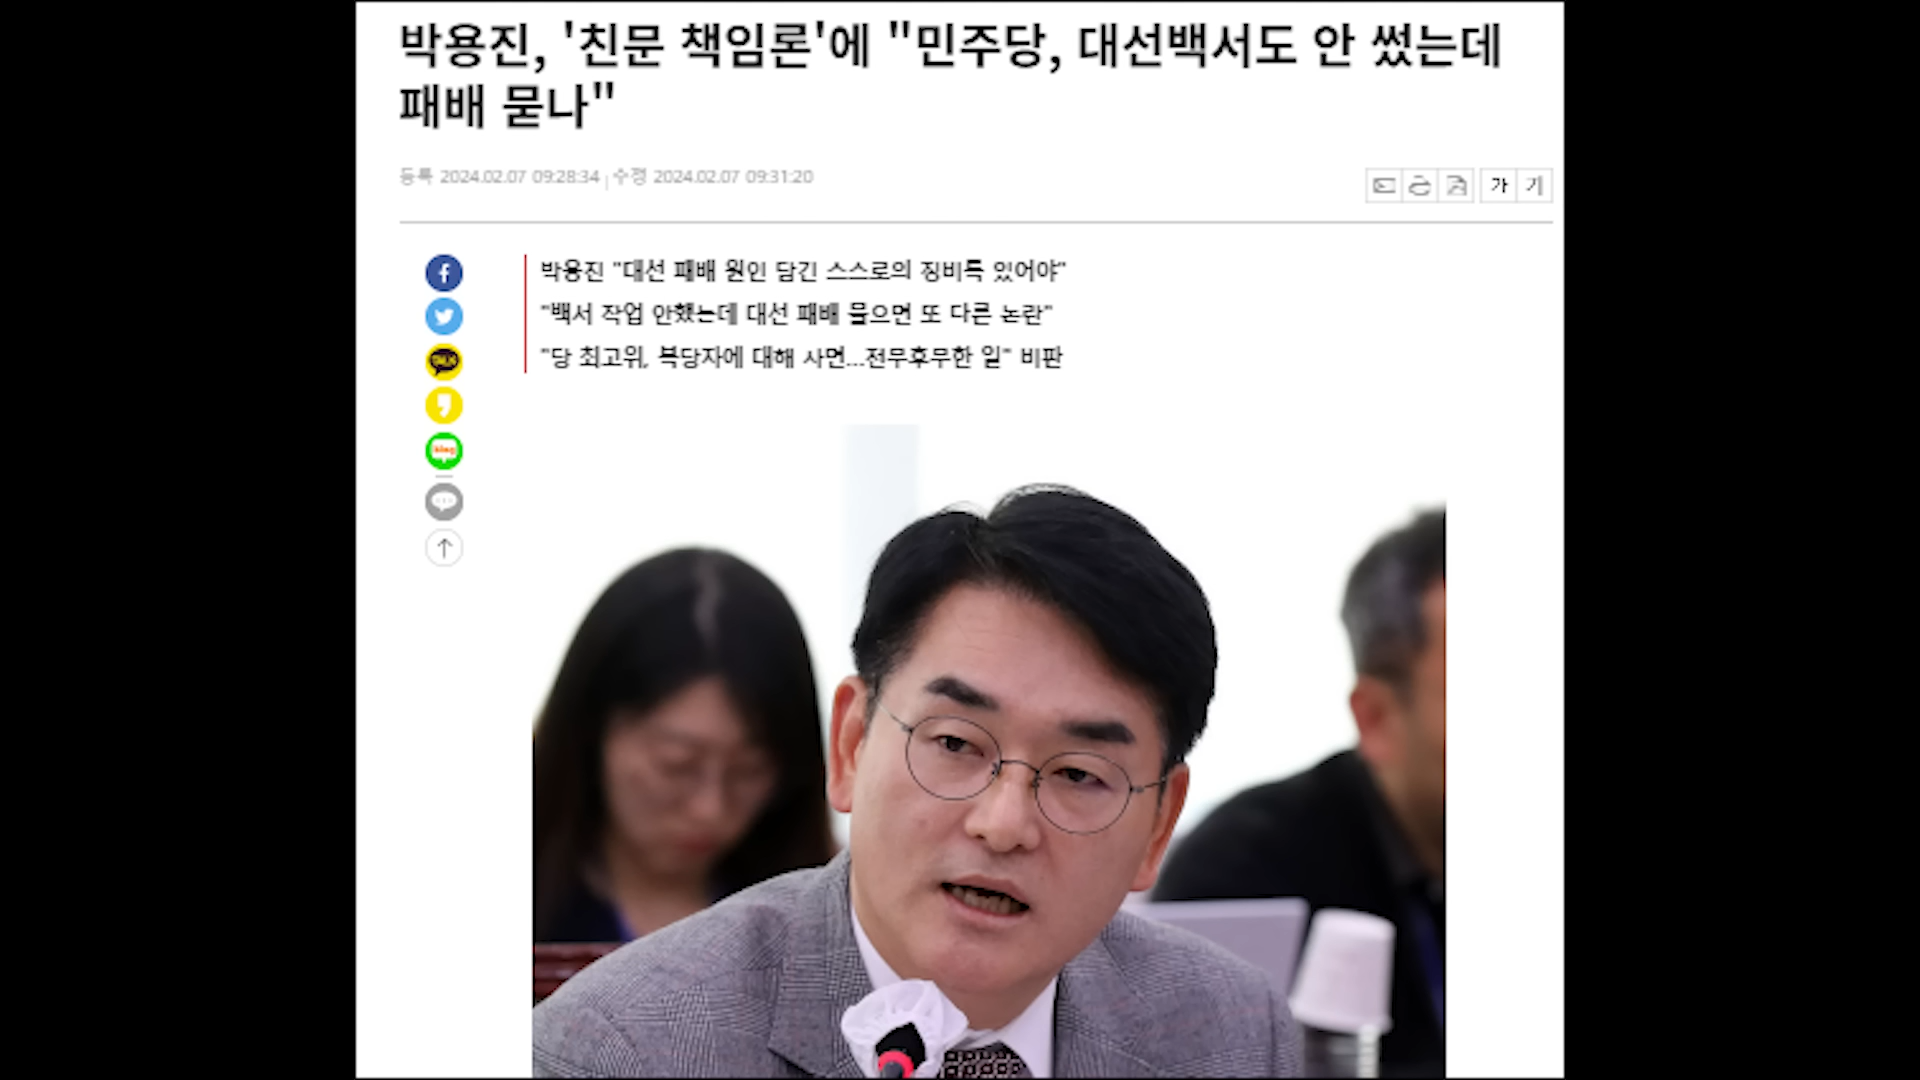 박용진, '친문 책임론'에 "민주당, 대선백서도 안 썼는데
패배 묻나"
등록 2024.02.07 09:28:34 | 수정 2024.02.07 09:31:20
가 가
박용진 "대선 패배 원인 담긴 스스로의 징비록 있어야"
"백서 작업 안했는데 대선 패배 물으면 또 다른 논란"
"당 최고위, 복당자에 대해 사면...전무후무한 일" 비판
TALK
blog